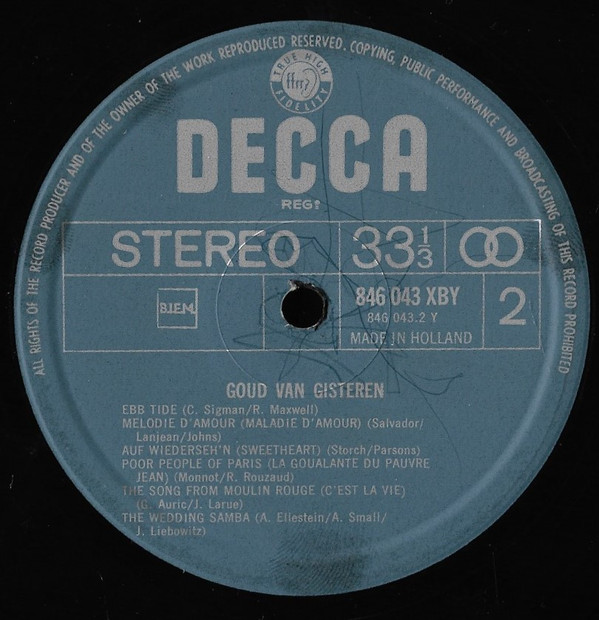 ALL RIGHTS OF THE RECORD PRODUCER AND OF THE OWNER OF THE WORK REPRODUCED RESERVED. COPYING, PUBLIC PERFORMANCE AND BROADCASTING OF THIS RECORD PROHIBITED
TRUE HIGH
ffrr
FIDELITY
DECCA
REGD
STEREO 33 1/3
B.I.E.M. 846 043 XBY 2
846 043.2 Y
MADE IN HOLLAND
GOUD VAN GISTEREN
EBB TIDE (C. Sigman/R. Maxwell)
MELODIE D'AMOUR (MALADIE D'AMOUR) (Salvador/
Lanjean/Johns)
AUF WIEDERSEH'N (SWEETHEART) (Storch/Parsons)
POOR PEOPLE OF PARIS (LA GOUALANTE DU PAUVRE
JEAN) (Monnot/R. Rouzaud)
THE SONG FROM MOULIN ROUGE (C'EST LA VIE)
(G. Auric/J. Larue)
THE WEDDING SAMBA (A. Ellestein/A. Small/
J. Liebowitz)